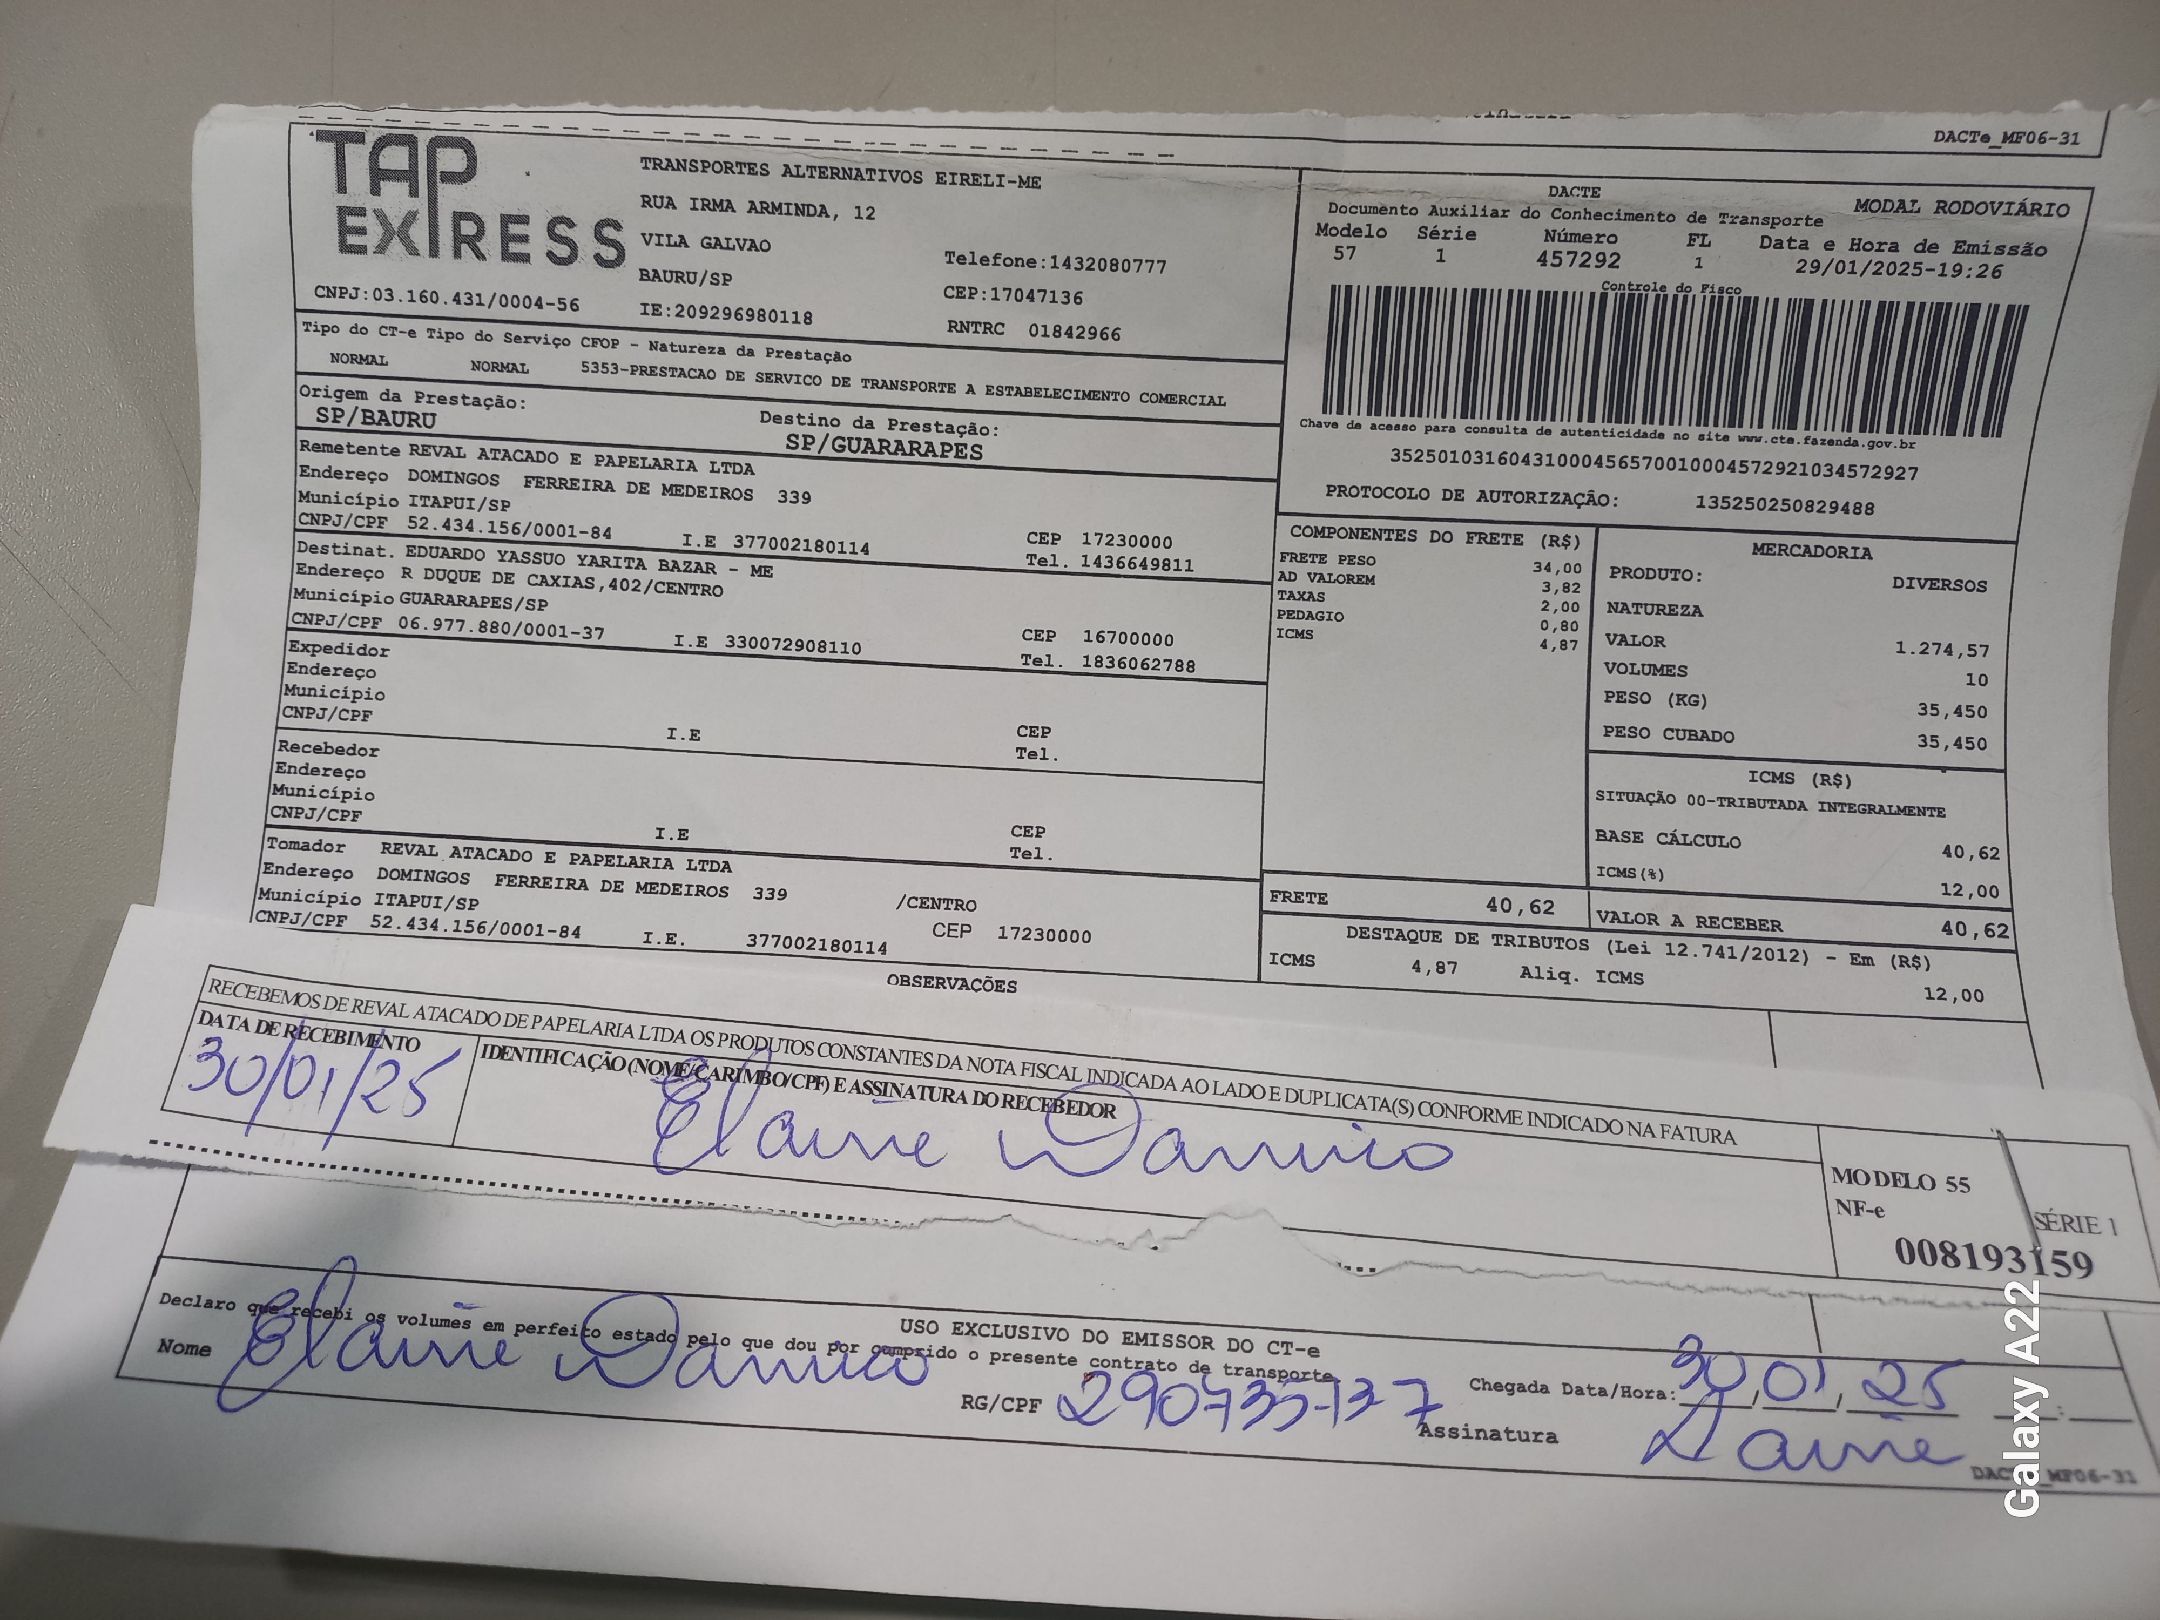 DACTe_MF06-31
TAP
EXPRESS
CNPJ:03.160.431/0004-56
TRANSPORTES ALTERNATIVOS EIRELI-ME
RUA IRMA ARMINDA, 12
VILA GALVAO
BAURU/SP
IE:209296980118
Telefone:1432080777
CEP:17047136
RNTRC 01842966
DACTE
MODAL RODOVIÁRIO
Documento Auxiliar do Conhecimento de Transporte
Modelo Série Número FL Data e Hora de Emissão
57 1 457292 1 29/01/2025-19:26
Controle do Fisco
Chave de acesso para consulta de autenticidade no site www.cte.fazenda.gov.br
35250103160431000456570010004572921034572927
PROTOCOLO DE AUTORIZAÇÃO: 135250250829488
Tipo do CT-e Tipo do Serviço CFOP - Natureza da Prestação
NORMAL NORMAL 5353-PRESTACAO DE SERVICO DE TRANSPORTE A ESTABELECIMENTO COMERCIAL
Origem da Prestação: Destino da Prestação:
SP/BAURU SP/GUARARAPES
Remetente REVAL ATACADO E PAPELARIA LTDA
Endereço DOMINGOS FERREIRA DE MEDEIROS 339
Município ITAPUI/SP CEP 17230000
CNPJ/CPF 52.434.156/0001-84 I.E 377002180114 Tel. 1436649811
Destinat. EDUARDO YASSUO YARITA BAZAR - ME
Endereço R DUQUE DE CAXIAS,402/CENTRO
Município GUARARAPES/SP CEP 16700000
CNPJ/CPF 06.977.880/0001-37 I.E 330072908110 Tel. 1836062788
Expedidor
Endereço
Município CEP
CNPJ/CPF I.E Tel.
Recebedor
Endereço
Município CEP
CNPJ/CPF I.E Tel.
Tomador REVAL ATACADO E PAPELARIA LTDA
Endereço DOMINGOS FERREIRA DE MEDEIROS 339 /CENTRO
Município ITAPUI/SP CEP 17230000
CNPJ/CPF 52.434.156/0001-84 I.E. 377002180114
COMPONENTES DO FRETE (R$)
FRETE PESO 34,00
AD VALOREM 3,82
TAXAS 2,00
PEDAGIO 0,80
ICMS 4,87
MERCADORIA
PRODUTO: DIVERSOS
NATUREZA
VALOR 1.274,57
VOLUMES 10
PESO (KG) 35,450
PESO CUBADO 35,450
ICMS (R$)
SITUAÇÃO 00-TRIBUTADA INTEGRALMENTE
BASE CÁLCULO 40,62
ICMS(%) 12,00
FRETE 40,62 VALOR A RECEBER 40,62
DESTAQUE DE TRIBUTOS (Lei 12.741/2012) - Em (R$)
ICMS 4,87 Aliq. ICMS 12,00
OBSERVAÇÕES
RECEBEMOS DE REVAL ATACADO DE PAPELARIA LTDA OS PRODUTOS CONSTANTES DA NOTA FISCAL INDICADA AO LADO E DUPLICATA(S) CONFORME INDICADO NA FATURA
DATA DE RECEBIMENTO IDENTIFICAÇÃO (NOME/CARIMBO/CPF) E ASSINATURA DO RECEBEDOR
30/01/25 Elaine
MODELO 55
NF-e SÉRIE 1
008193159
USO EXCLUSIVO DO EMISSOR DO CT-e
Declaro que recebi os volumes em perfeito estado pelo que dou por cumprido o presente contrato de transporte
Nome Elaine RG/CPF 290735137 Chegada Data/Hora: 30,01,25 :
Assinatura
DACTe_MF06-31
Galaxy A22